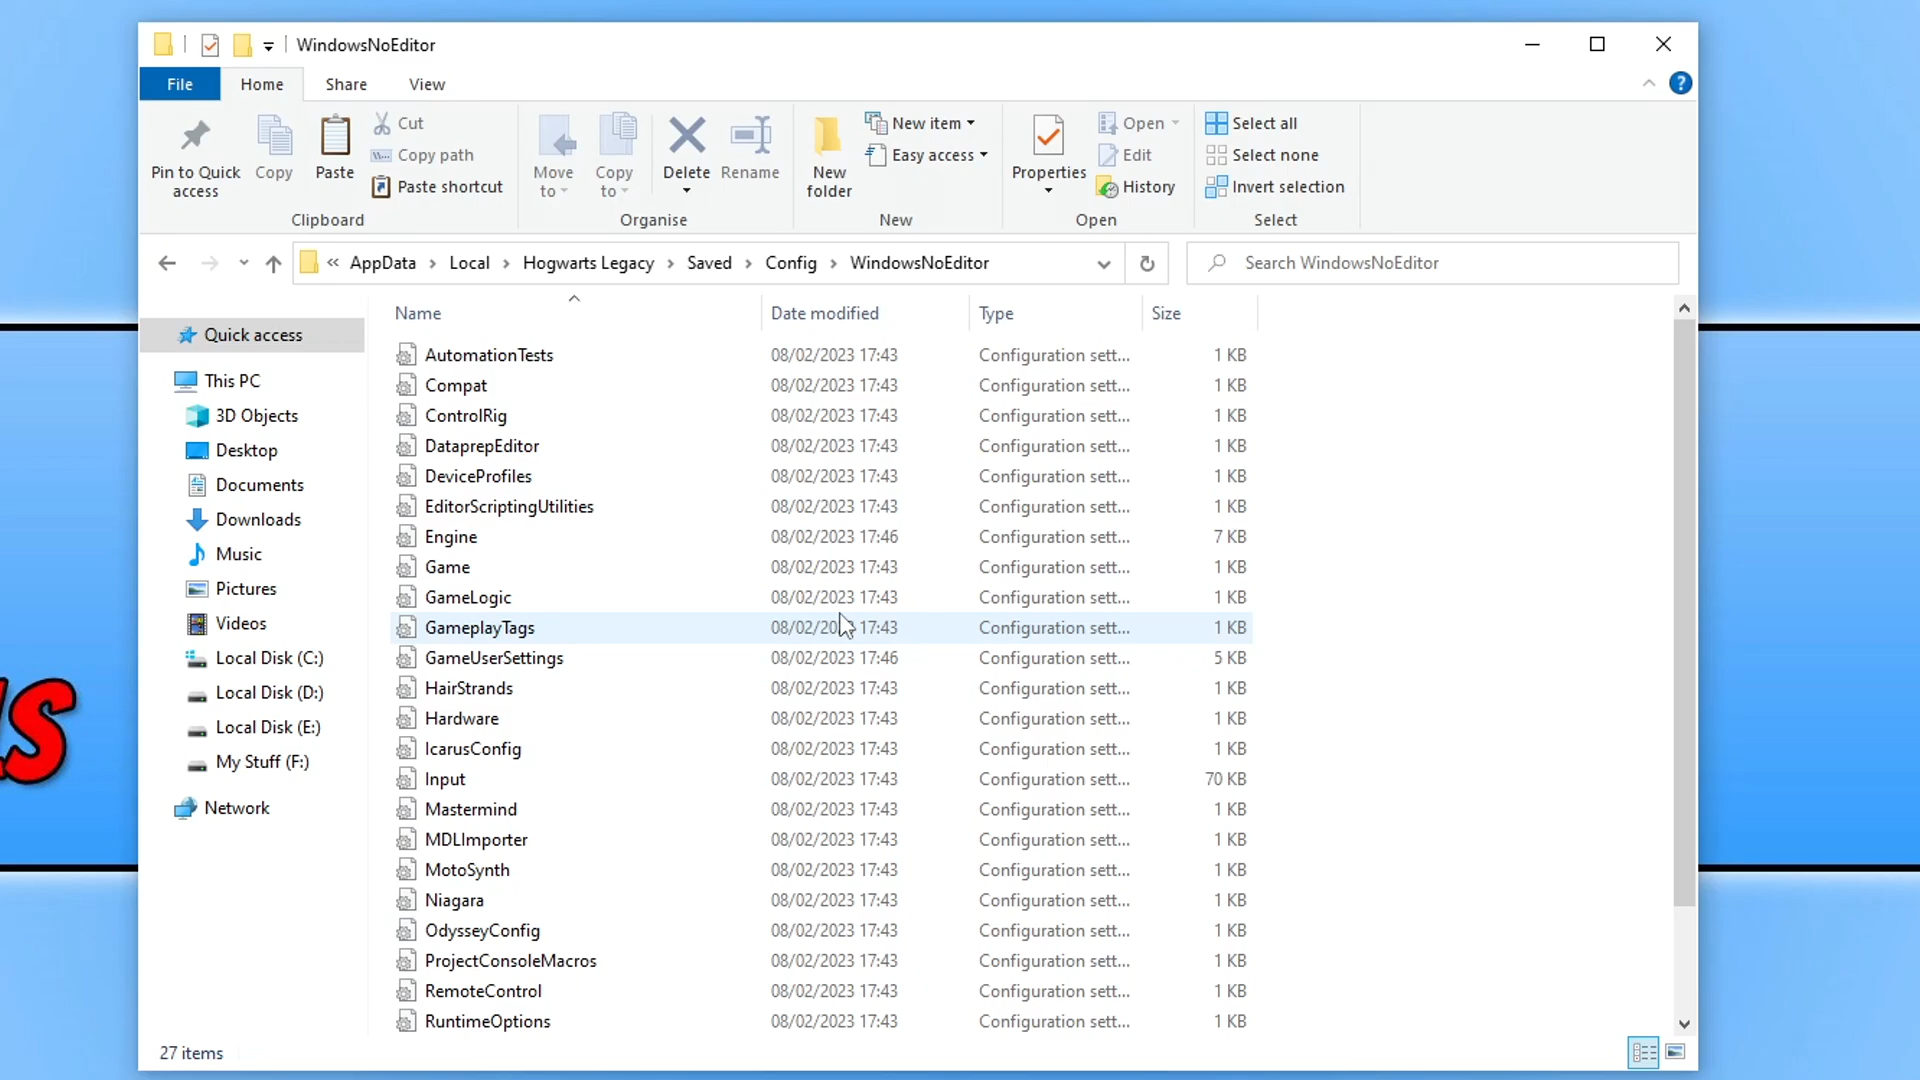 WindowsNoEditor
File Home Share View
Pin to Quick access
Copy
Paste
Cut
Copy path
Paste shortcut
Clipboard
Move to
Copy to
Delete
Rename
Organise
New folder
New item
Easy access
New
Properties
Open
Edit
History
Open
Select all
Select none
Invert selection
Select
« AppData Local Hogwarts Legacy Saved Config WindowsNoEditor
Search WindowsNoEditor
Quick access
This PC
3D Objects
Desktop
Documents
Downloads
Music
Pictures
Videos
Local Disk (C:)
Local Disk (D:)
Local Disk (E:)
My Stuff (F:)
Network
Name Date modified Type Size
AutomationTests 08/02/2023 17:43 Configuration sett... 1 KB
Compat 08/02/2023 17:43 Configuration sett... 1 KB
ControlRig 08/02/2023 17:43 Configuration sett... 1 KB
DataprepEditor 08/02/2023 17:43 Configuration sett... 1 KB
DeviceProfiles 08/02/2023 17:43 Configuration sett... 1 KB
EditorScriptingUtilities 08/02/2023 17:43 Configuration sett... 1 KB
Engine 08/02/2023 17:46 Configuration sett... 7 KB
Game 08/02/2023 17:43 Configuration sett... 1 KB
GameLogic 08/02/2023 17:43 Configuration sett... 1 KB
GameplayTags 08/02/2023 17:43 Configuration sett... 1 KB
GameUserSettings 08/02/2023 17:46 Configuration sett... 5 KB
HairStrands 08/02/2023 17:43 Configuration sett... 1 KB
Hardware 08/02/2023 17:43 Configuration sett... 1 KB
IcarusConfig 08/02/2023 17:43 Configuration sett... 1 KB
Input 08/02/2023 17:43 Configuration sett... 70 KB
Mastermind 08/02/2023 17:43 Configuration sett... 1 KB
MDLImporter 08/02/2023 17:43 Configuration sett... 1 KB
MotoSynth 08/02/2023 17:43 Configuration sett... 1 KB
Niagara 08/02/2023 17:43 Configuration sett... 1 KB
OdysseyConfig 08/02/2023 17:43 Configuration sett... 1 KB
ProjectConsoleMacros 08/02/2023 17:43 Configuration sett... 1 KB
RemoteControl 08/02/2023 17:43 Configuration sett... 1 KB
RuntimeOptions 08/02/2023 17:43 Configuration sett... 1 KB
27 items